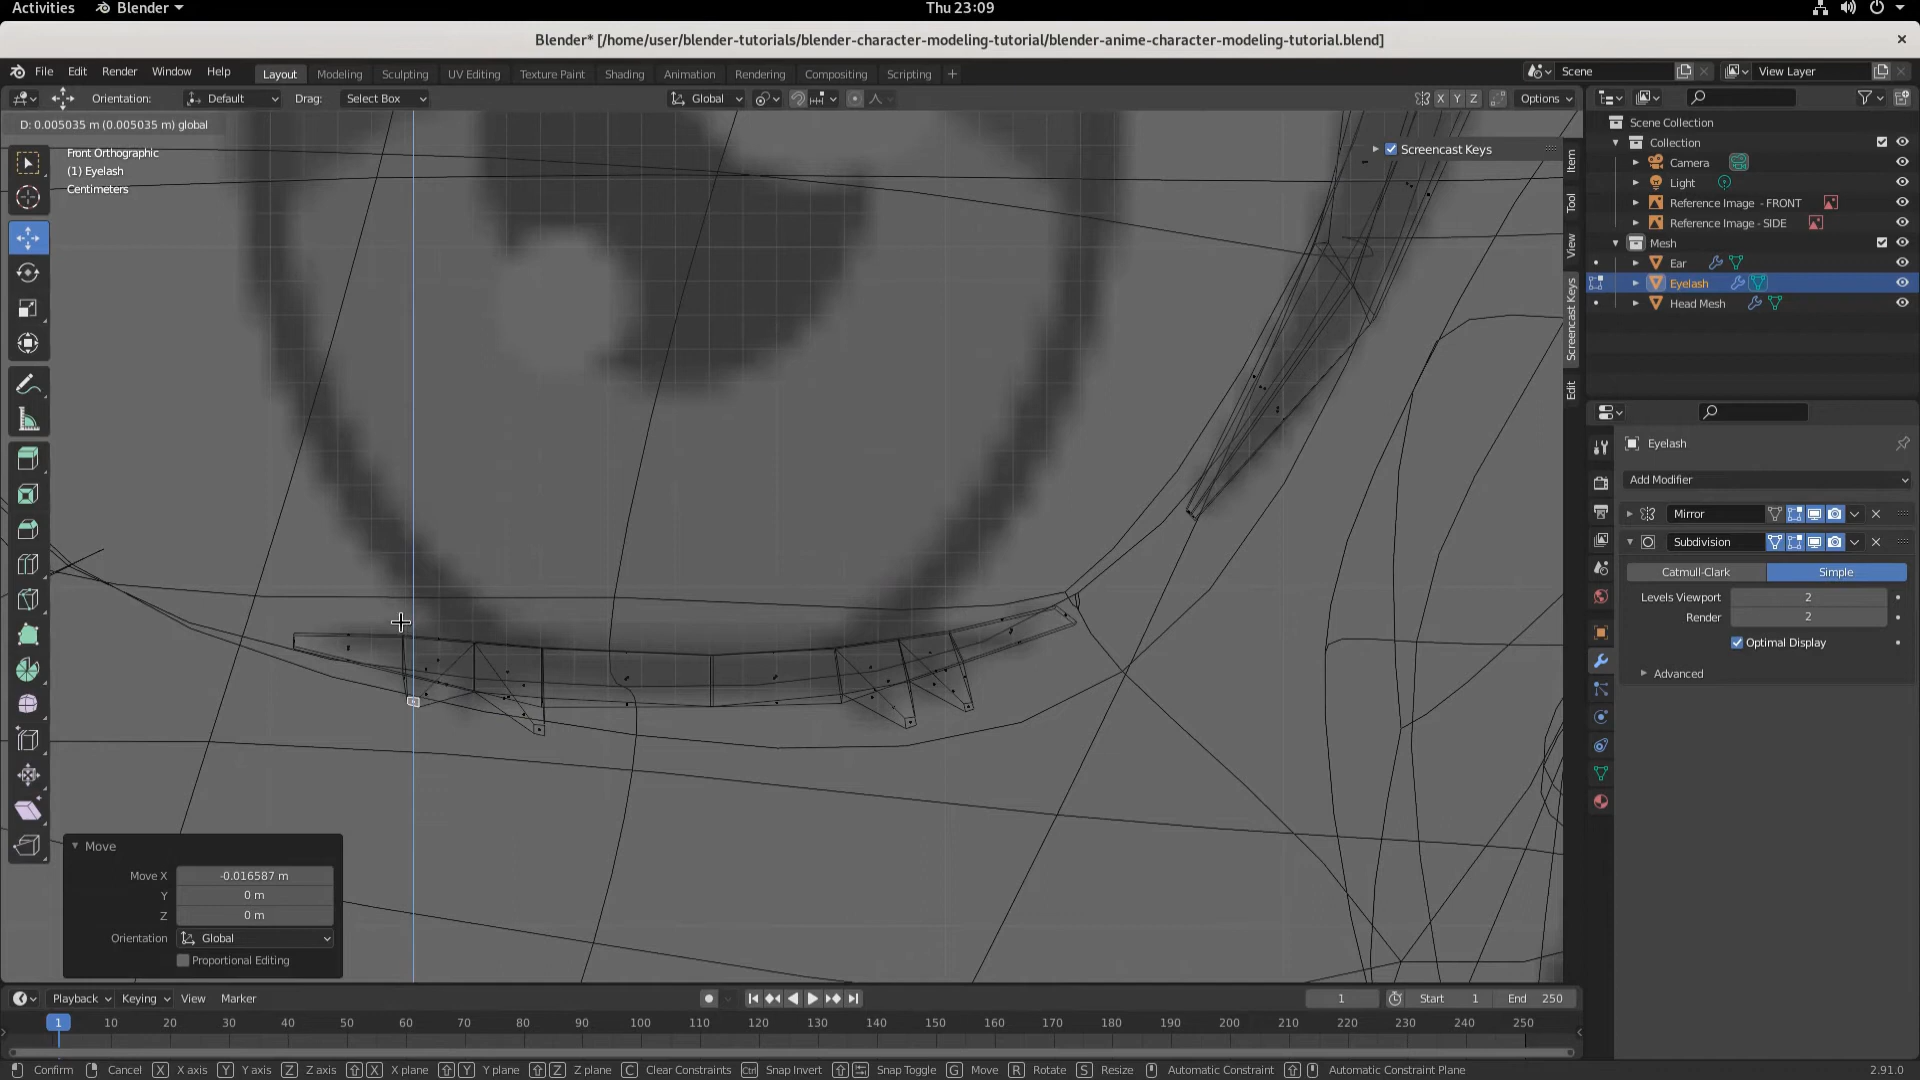 Activities Blender Thu 23:09
Blender* [/home/user/blender-tutorials/blender-character-modeling-tutorial/blender-anime-character-modeling-tutorial.blend]
File Edit Render Window Help Layout Modeling Sculpting UV Editing Texture Paint Shading Animation Rendering Compositing Scripting + Scene View Layer
Orientation: Default Drag: Select Box Global X Y Z Options
D: 0.005035 m (0.005035 m) global
Front Orthographic
(1) Eyelash
Centimeters
Screencast Keys
Item
Tool
View
Screencast Keys
Edit
Scene Collection
Collection
Camera
Light
Reference Image - FRONT
Reference Image - SIDE
Mesh
Ear
Eyelash
Head Mesh
Eyelash
Add Modifier
Mirror
Subdivision
Catmull-Clark Simple
Levels Viewport 2
Render 2
Optimal Display
Advanced
Move
Move X -0.016587 m
Y 0 m
Z 0 m
Orientation Global
Proportional Editing
Playback Keying View Marker 1 Start 1 End 250
1 10 20 30 40 50 60 70 80 90 100 110 120 130 140 150 160 170 180 190 200 210 220 230 240 250
Confirm Cancel X X axis Y Y axis Z Z axis X X plane Y Y plane Z Z plane C Clear Constraints Ctrl Snap Invert Snap Toggle G Move R Rotate S Resize Automatic Constraint Automatic Constraint Plane 2.91.0